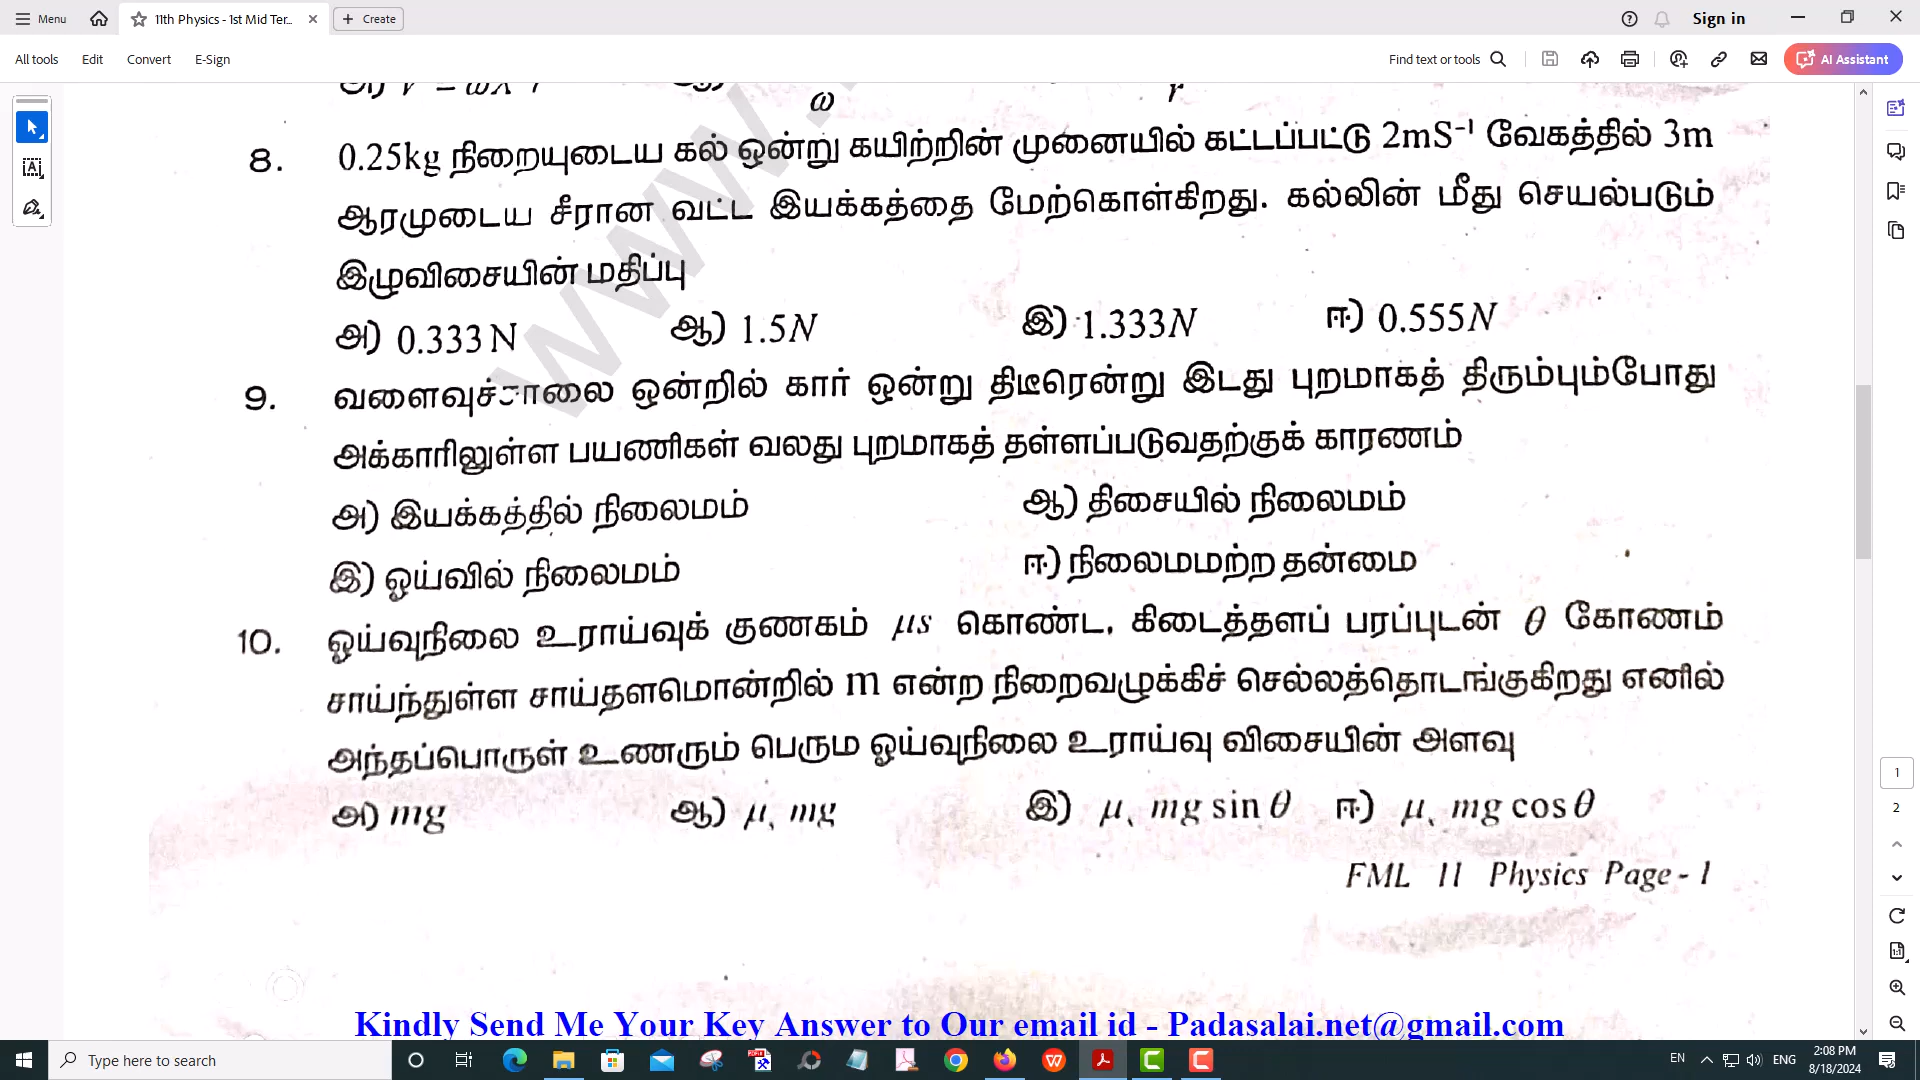 Menu
11th Physics - 1st Mid Ter...
Create
Sign in
All tools
Edit
Convert
E-Sign
Find text or tools
AI Assistant
ω
r
8. 0.25kg நிறையுடைய கல் ஒன்று கயிற்றின் முனையில் கட்டப்பட்டு 2mS⁻¹ வேகத்தில் 3m
ஆரமுடைய சீரான வட்ட இயக்கத்தை மேற்கொள்கிறது. கல்லின் மீது செயல்படும்
இழுவிசையின் மதிப்பு
அ) 0.333 N ஆ) 1.5N இ) 1.333N ஈ) 0.555N
9. வளைவுச்சாலை ஒன்றில் கார் ஒன்று திடீரென்று இடது புறமாகத் திரும்பும்போது
அக்காரிலுள்ள பயணிகள் வலது புறமாகத் தள்ளப்படுவதற்குக் காரணம்
அ) இயக்கத்தில் நிலைமம் ஆ) திசையில் நிலைமம்
இ) ஓய்வில் நிலைமம் ஈ) நிலைமமற்ற தன்மை
10. ஓய்வுநிலை உராய்வுக் குணகம் μs கொண்ட, கிடைத்தளப் பரப்புடன் θ கோணம்
சாய்ந்துள்ள சாய்தளமொன்றில் m என்ற நிறைவழுக்கிச் செல்லத்தொடங்குகிறது எனில்
அந்தப்பொருள் உணரும் பெரும ஓய்வுநிலை உராய்வு விசையின் அளவு
அ) mg ஆ) μs mg இ) μs mg sin θ ஈ) μs mg cos θ
FML 11 Physics Page - 1
Kindly Send Me Your Key Answer to Our email id - Padasalai.net@gmail.com
www.
1
2
Type here to search
EN
ENG
2:08 PM
8/18/2024